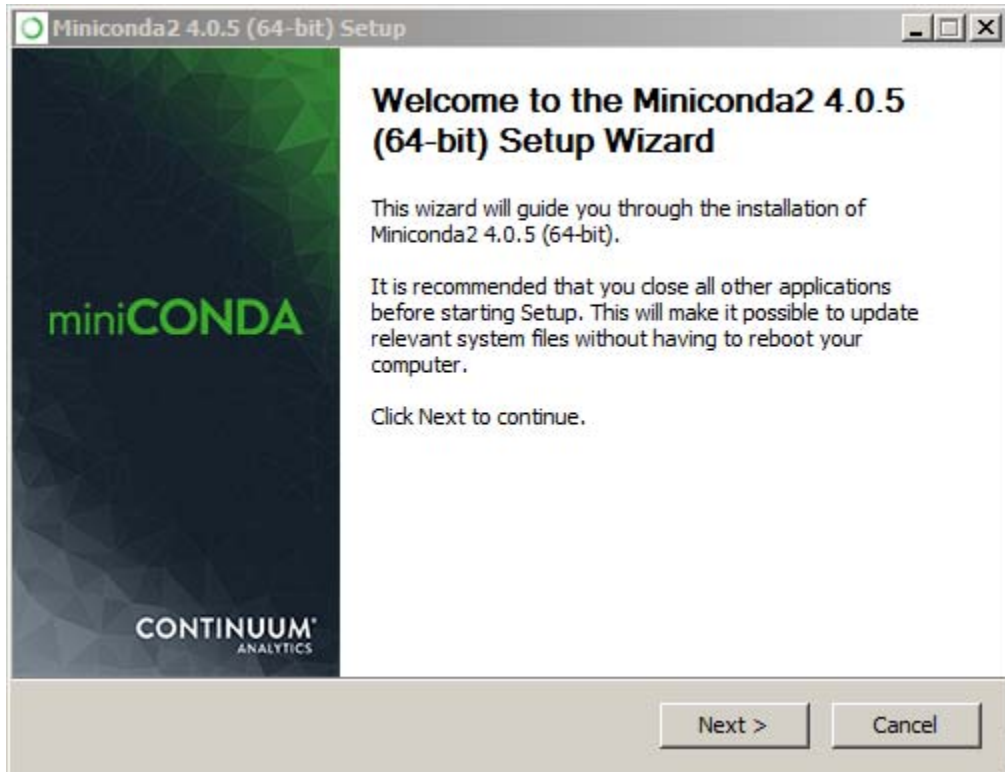 Miniconda2 4.0.5 (64-bit) Setup
Welcome to the Miniconda2 4.0.5
(64-bit) Setup Wizard
This wizard will guide you through the installation of
Miniconda2 4.0.5 (64-bit).
It is recommended that you close all other applications
before starting Setup. This will make it possible to update
relevant system files without having to reboot your
computer.
Click Next to continue.
miniCONDA
CONTINUUM®
ANALYTICS
Next >
Cancel